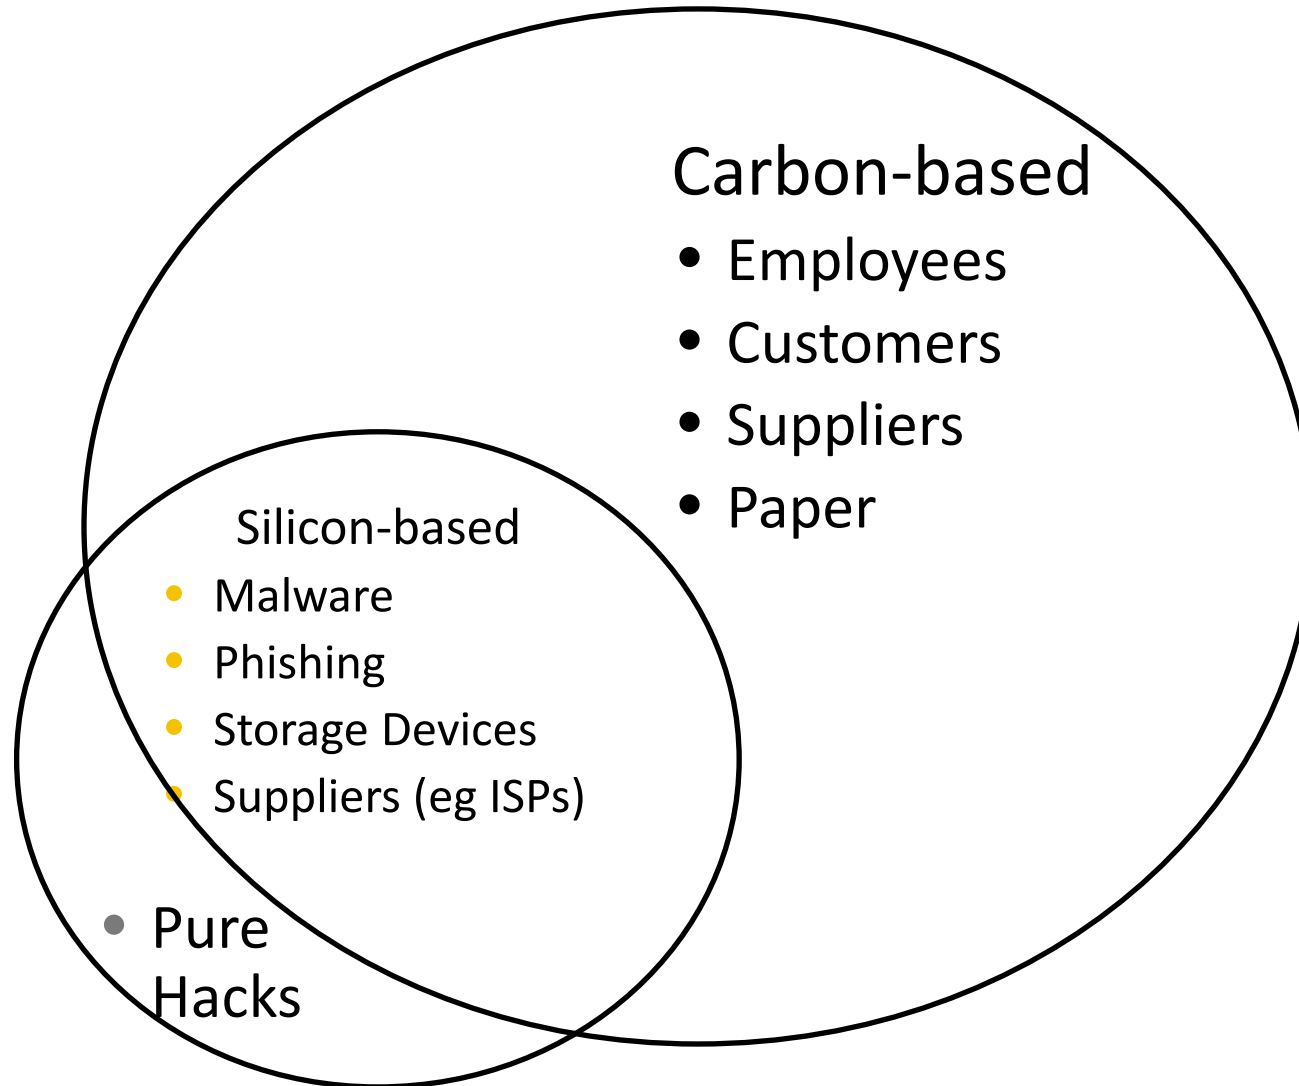 Carbon-based
• Employees
• Customers
• Suppliers
• Paper
Silicon-based
• Malware
• Phishing
• Storage Devices
• Suppliers (eg ISPs)
• Pure
Hacks